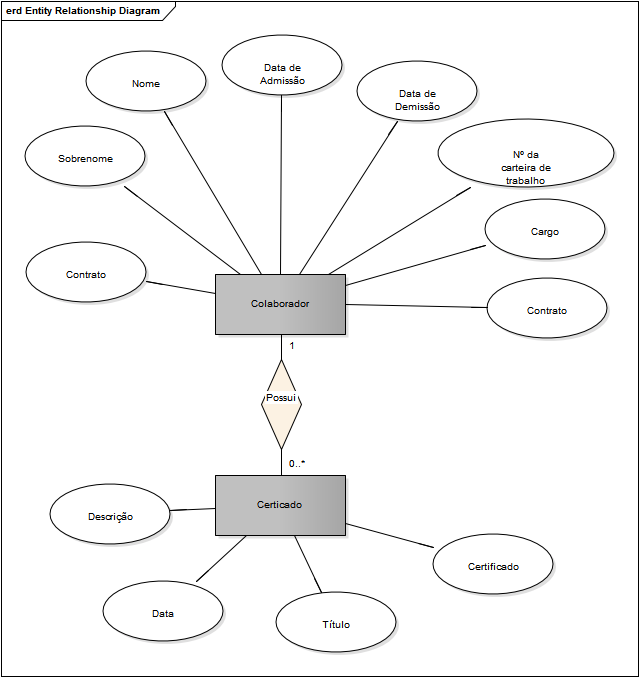 erd Entity Relationship Diagram
Data de
Admissão
Nome
Data de
Demissão
Sobrenome
Nº da
carteira de
trabalho
Cargo
Contrato
Colaborador
Contrato
1
Possui
0..*
Certicado
Descrição
Certificado
Data
Título